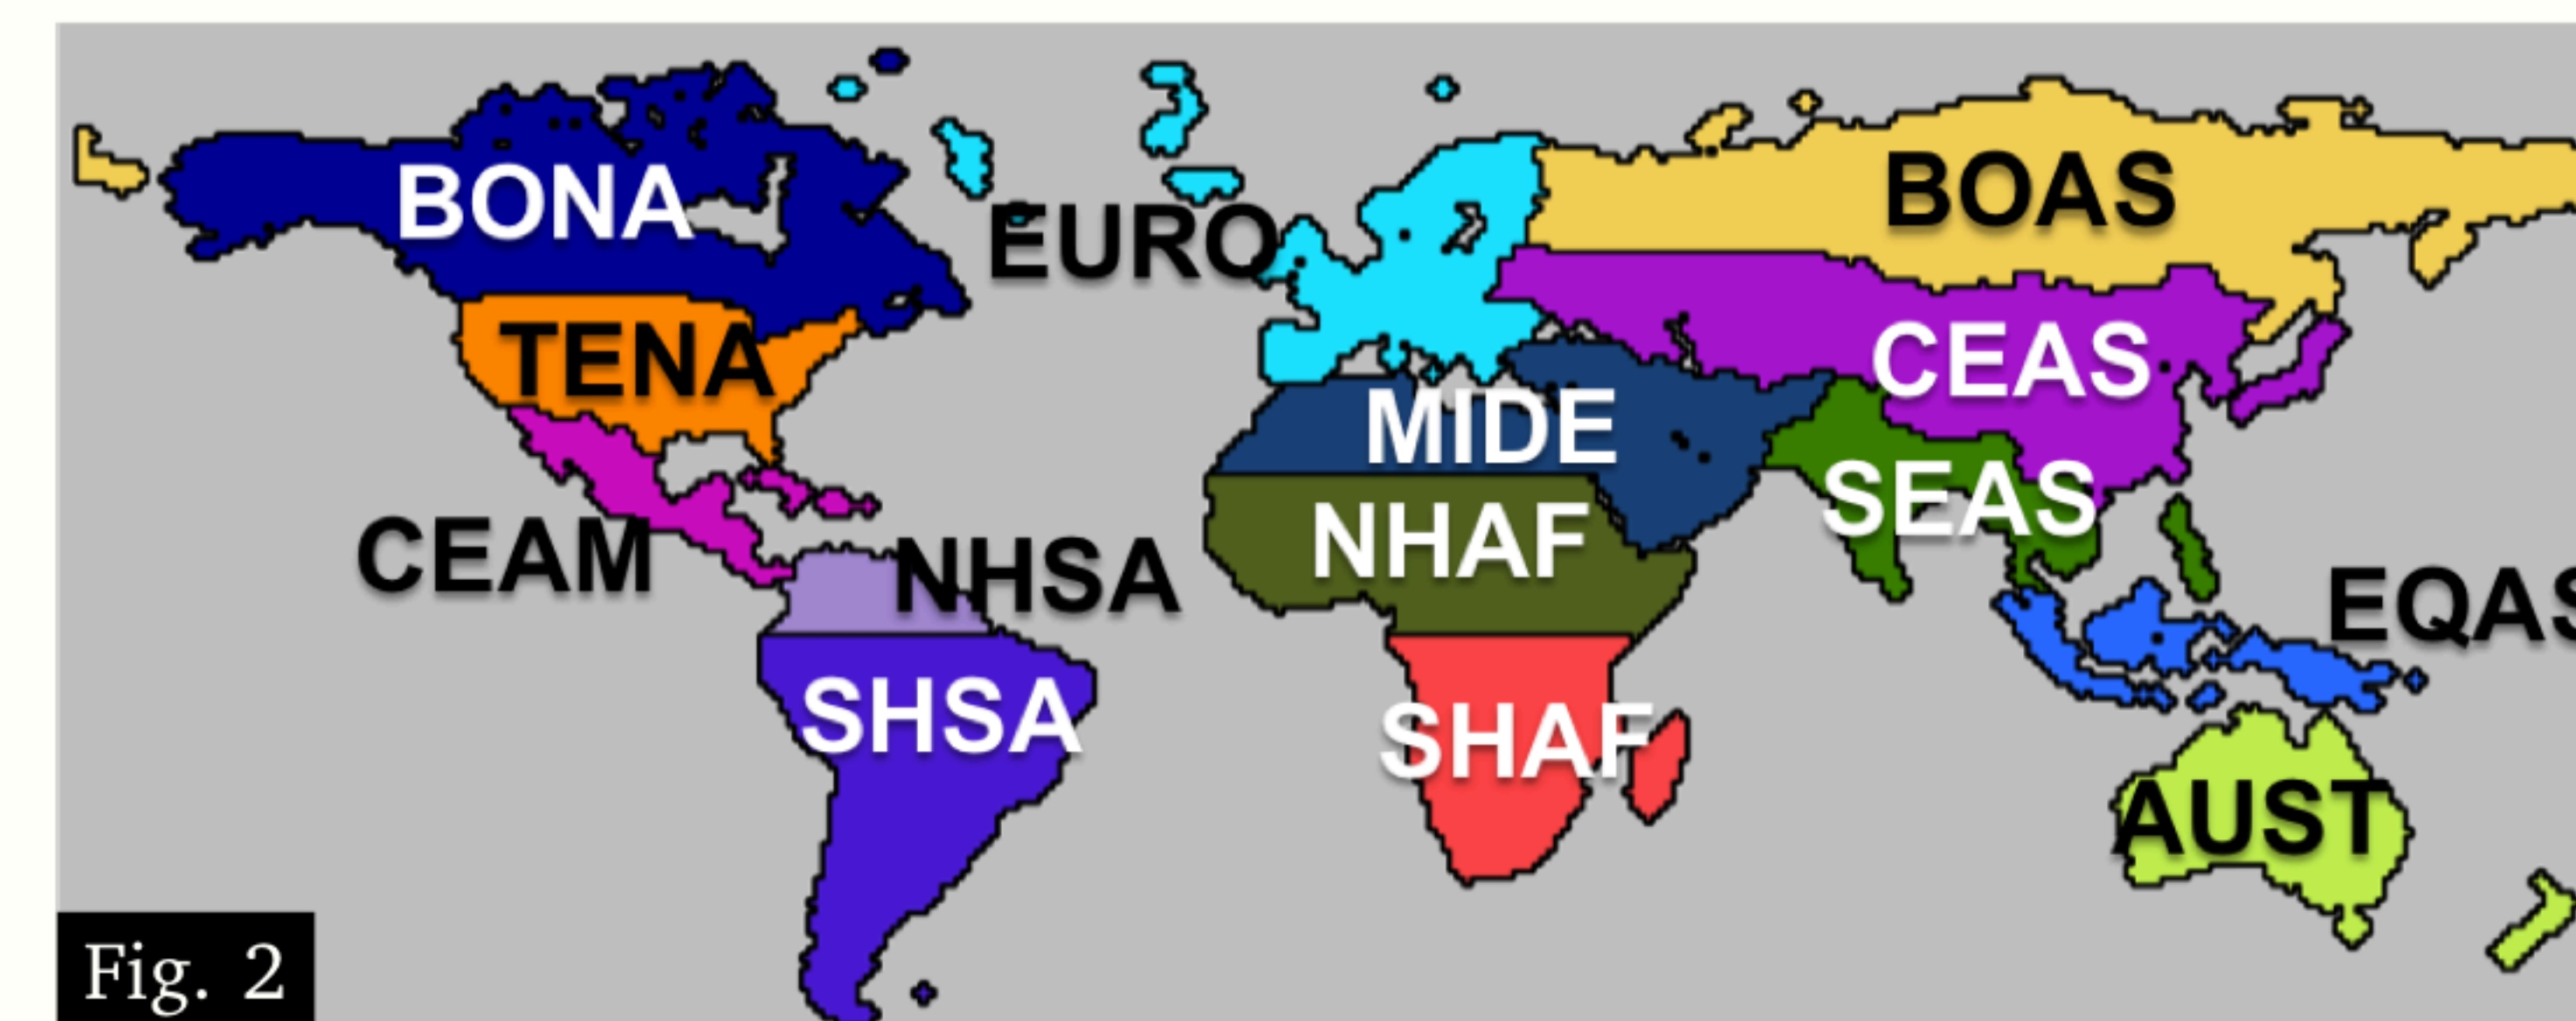 BONA
BOAS
EURO
TENA
CEAS
MIDE
SEAS
NHAF
CEAM
NHSA
EQAS
SHSA
SHAF
AUST
Fig. 2